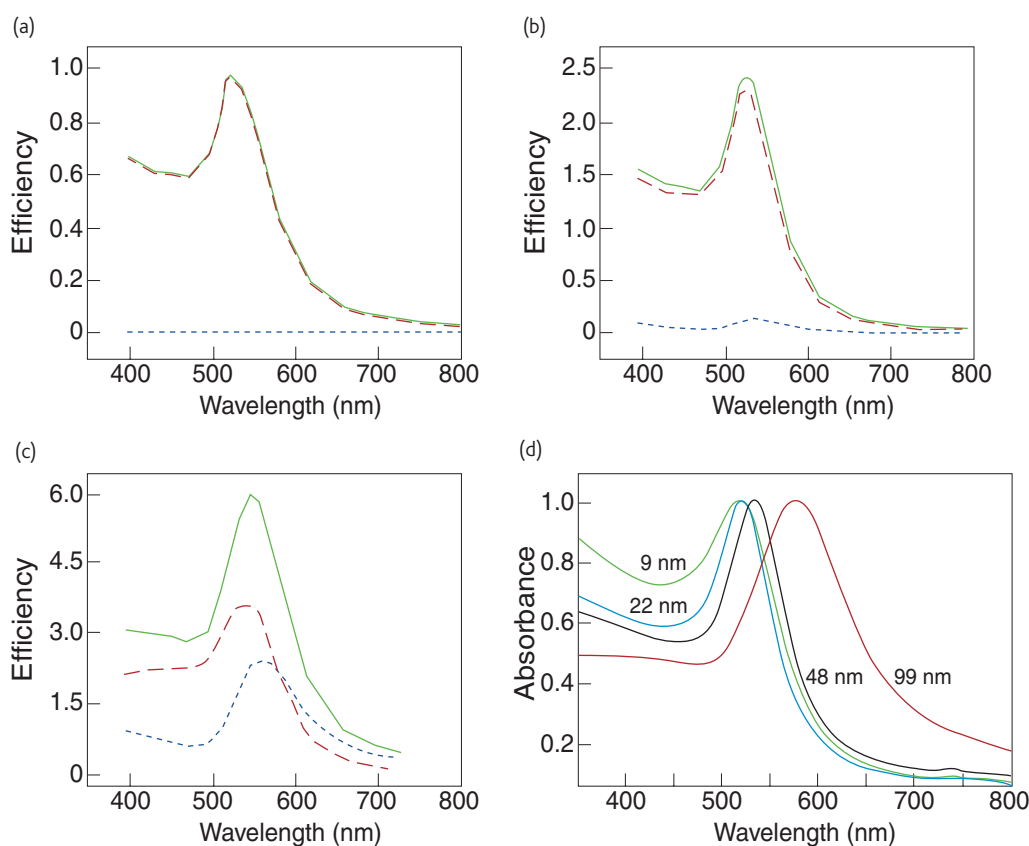 (a)
1.0
0.8
0.6
0.4
0.2
0
Efficiency
400 500 600 700 800
Wavelength (nm)
(b)
2.5
2.0
1.5
1.0
0.5
0
Efficiency
400 500 600 700 800
Wavelength (nm)
(c)
6.0
4.5
3.0
1.5
0
Efficiency
400 500 600 700 800
Wavelength (nm)
(d)
1.0
0.8
0.6
0.4
0.2
Absorbance
9 nm
22 nm
48 nm
99 nm
400 500 600 700 800
Wavelength (nm)